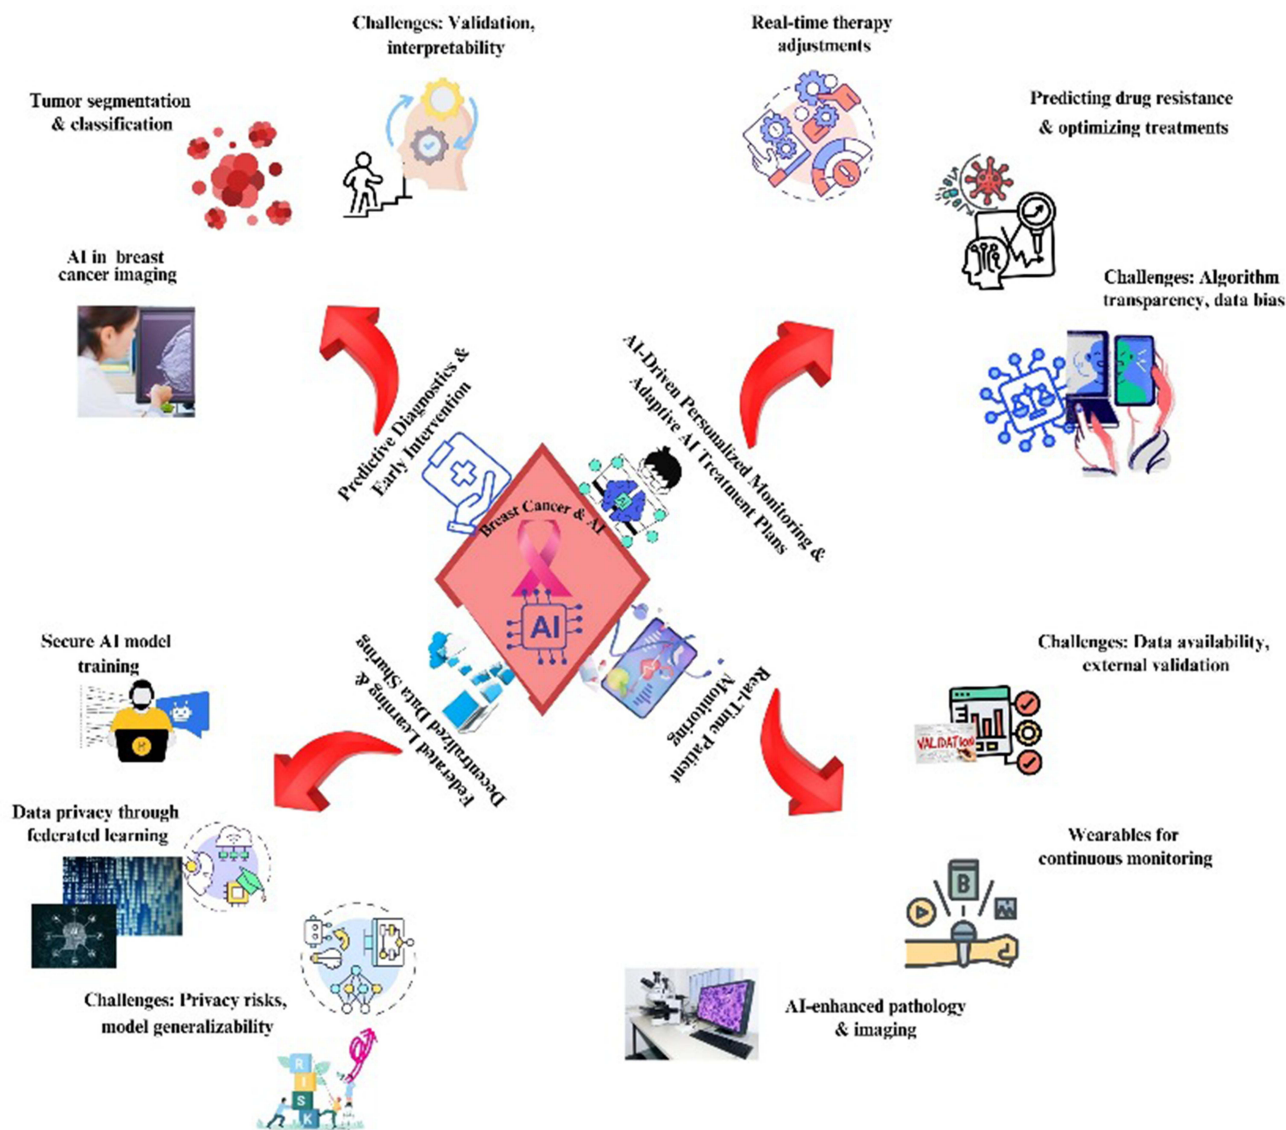 Challenges: Validation,
interpretability
Tumor segmentation
& classification
AI in breast
cancer imaging
Real-time therapy
adjustments
Predicting drug resistance
& optimizing treatments
Challenges: Algorithm
transparency, data bias
Predictive Diagnostics &
Early Intervention
AI-Driven Personalized Monitoring &
Adaptive AI Treatment Plans
Breast Cancer & AI
AI
Federated Learning &
Decentralized Data Sharing
Real-Time Patient
Monitoring
Secure AI model
training
Data privacy through
federated learning
Challenges: Privacy risks,
model generalizability
R
I
S
K
Challenges: Data availability,
external validation
VALIDATION
Wearables for
continuous monitoring
B
AI-enhanced pathology
& imaging